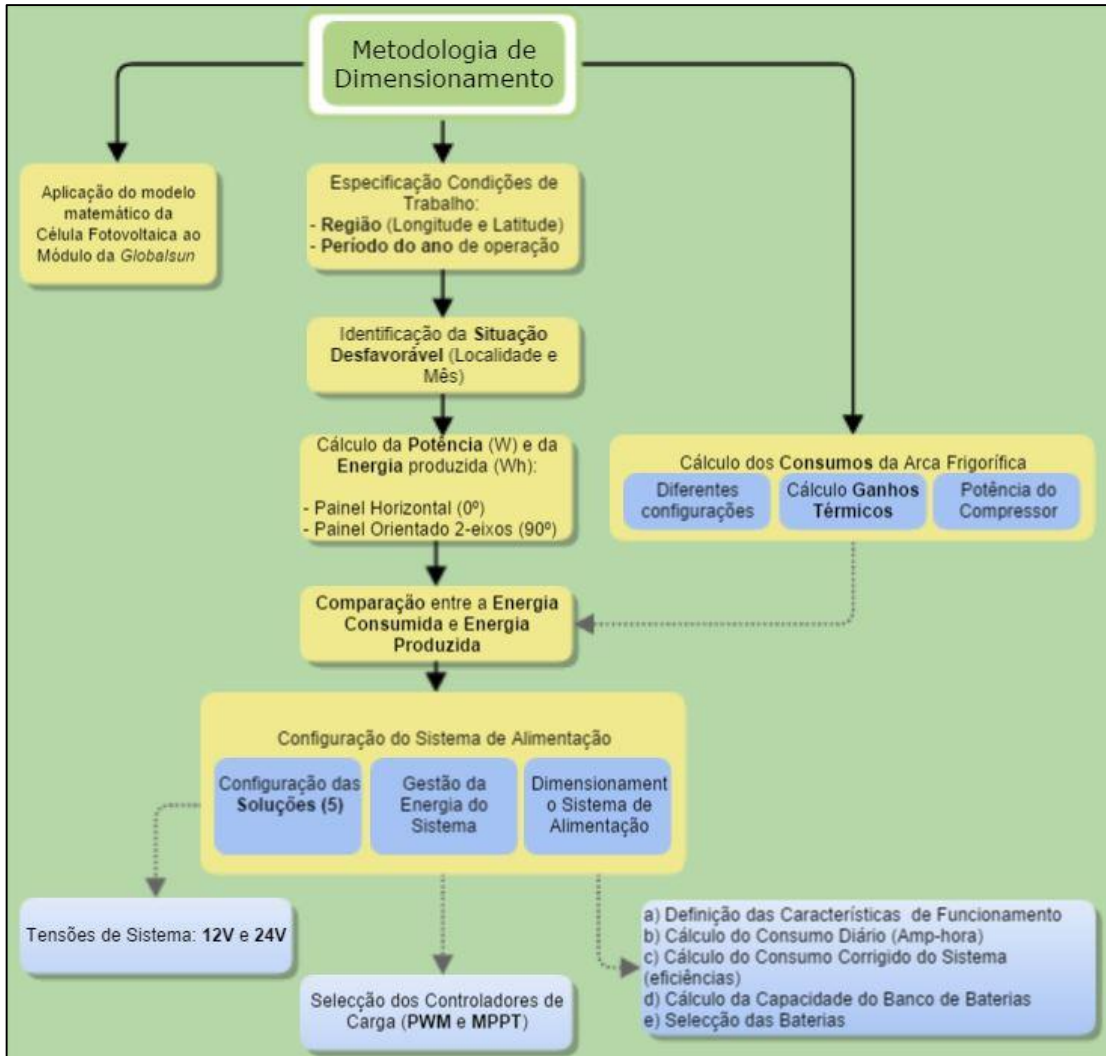 Metodologia de
Dimensionamento
Aplicação do modelo
matemático da
Célula Fotovoltaica ao
Módulo da Globalsun
Especificação Condições de
Trabalho:
- Região (Longitude e Latitude)
- Período do ano de operação
Identificação da Situação
Desfavorável (Localidade e
Mês)
Cálculo da Potência (W) e da
Energia produzida (Wh):
- Painel Horizontal (0º)
- Painel Orientado 2-eixos (90º)
Cálculo dos Consumos da Arca Frigorífica
Diferentes
configurações
Cálculo Ganhos
Térmicos
Potência do
Compressor
Comparação entre a Energia
Consumida e Energia
Produzida
Configuração do Sistema de Alimentação
Configuração das
Soluções (5)
Gestão da
Energia do
Sistema
Dimensionament
o Sistema de
Alimentação
Tensões de Sistema: 12V e 24V
Selecção dos Controladores de
Carga (PWM e MPPT)
a) Definição das Características de Funcionamento
b) Cálculo do Consumo Diário (Amp-hora)
c) Cálculo do Consumo Corrigido do Sistema
(eficiências)
d) Cálculo da Capacidade do Banco de Baterias
e) Selecção das Baterias